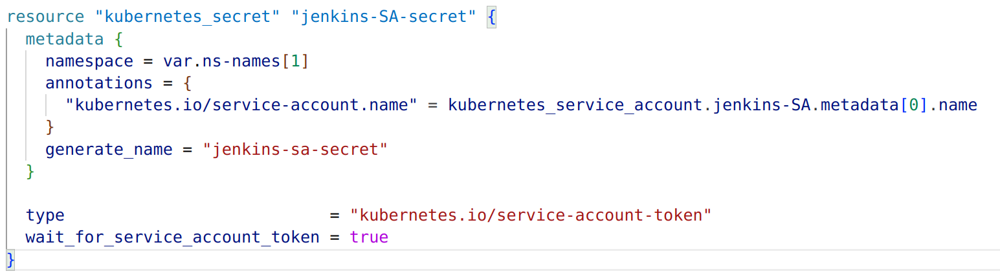 resource "kubernetes_secret" "jenkins-SA-secret" {
  metadata {
    namespace = var.ns-names[1]
    annotations = {
      "kubernetes.io/service-account.name" = kubernetes_service_account.jenkins-SA.metadata[0].name
    }
    generate_name = "jenkins-sa-secret"
  }

  type                           = "kubernetes.io/service-account-token"
  wait_for_service_account_token = true
}